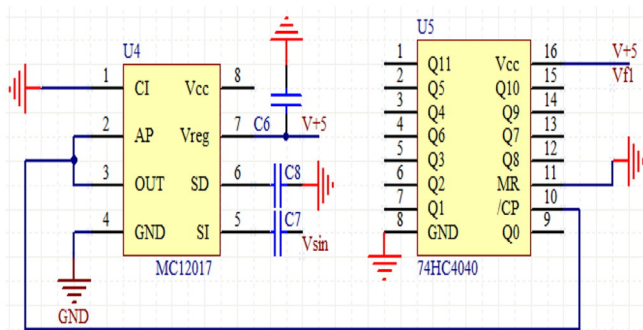 U4
1 CI Vcc 8
2 AP Vreg 7 C6 V+5
3 OUT SD 6 C8
4 GND SI 5 C7 Vsin
MC12017
GND
U5
1 Q11 Vcc 16 V+5
2 Q5 Q10 15 Vf1
3 Q4 Q9 14
4 Q6 Q7 13
5 Q3 Q8 12
6 Q2 MR 11
7 Q1 /CP 10
8 GND Q0 9
74HC4040